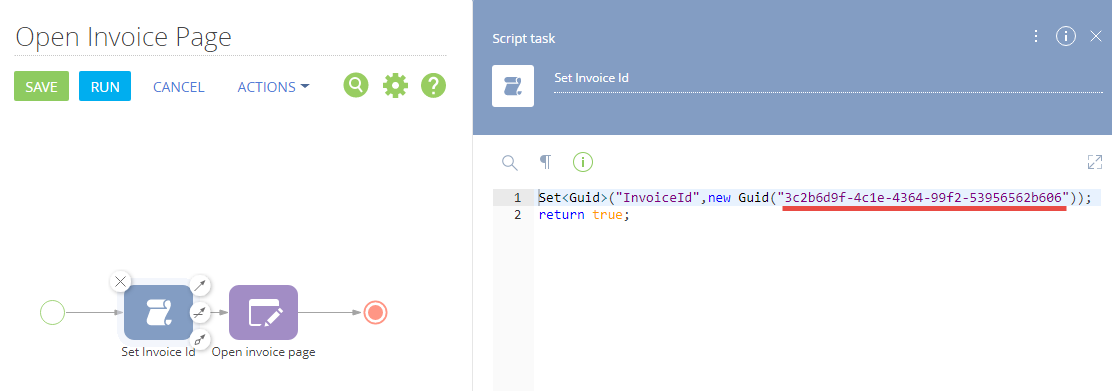 Open Invoice Page
SAVE RUN CANCEL ACTIONS
Set Invoice Id Open invoice page
Script task
Set Invoice Id
1 Set<Guid>("InvoiceId",new Guid("3c2b6d9f-4c1e-4364-99f2-53956562b606"));
2 return true;